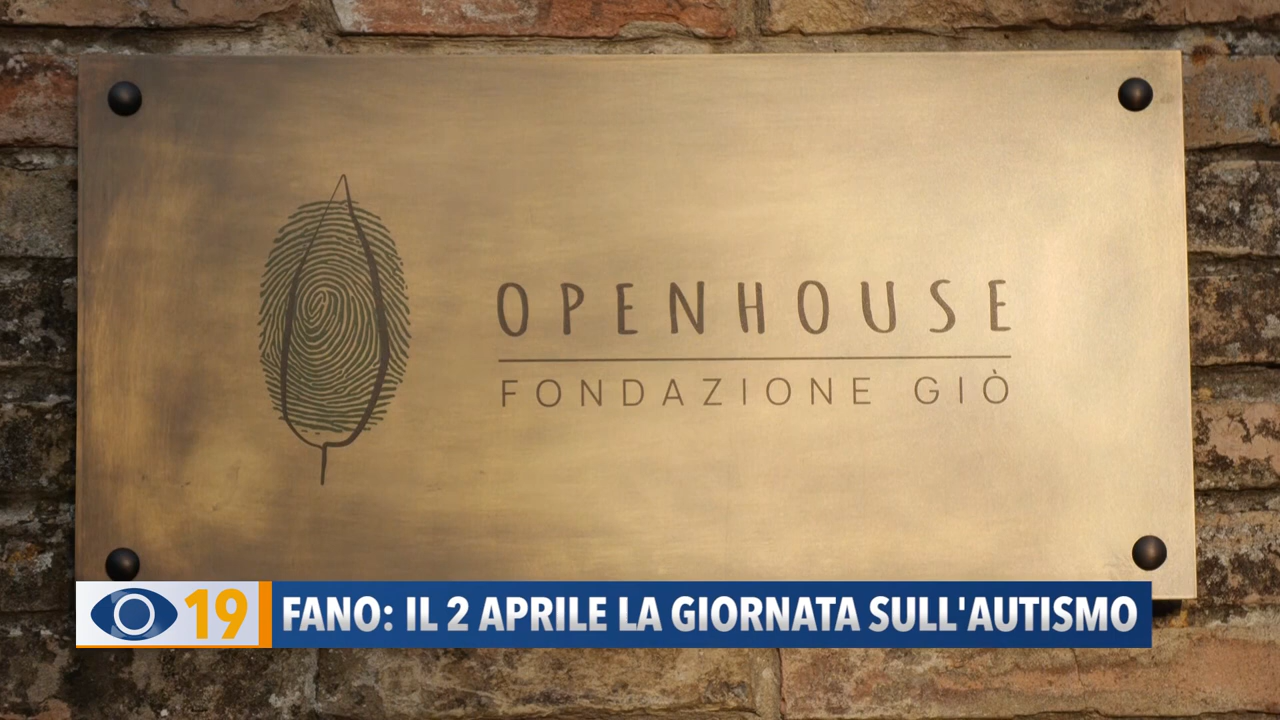 OPENHOUSE
FONDAZIONE GIÒ
19 FANO: IL 2 APRILE LA GIORNATA SULL'AUTISMO